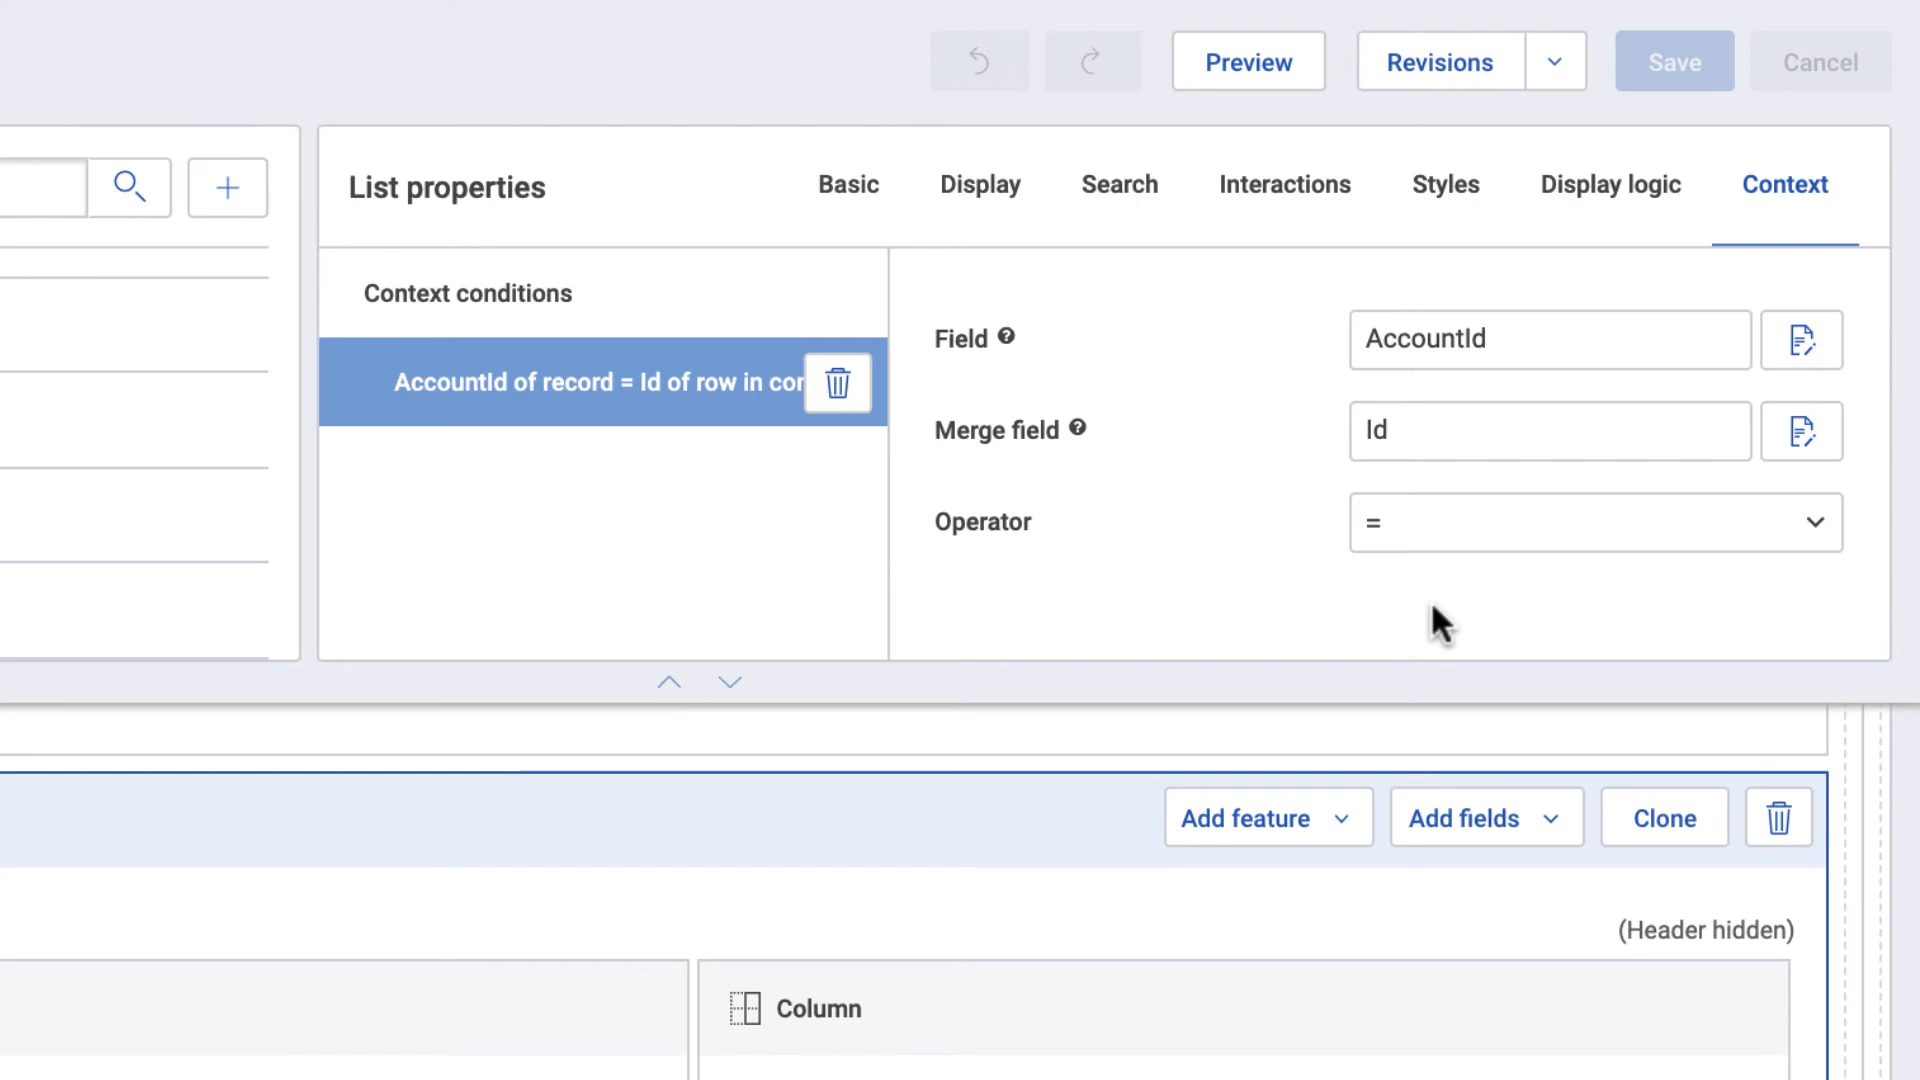 Preview
Revisions
Save
Cancel
List properties
Basic
Display
Search
Interactions
Styles
Display logic
Context
Context conditions
AccountId of record = Id of row in cor
Field
AccountId
Merge field
Id
Operator
=
Add feature
Add fields
Clone
(Header hidden)
Column